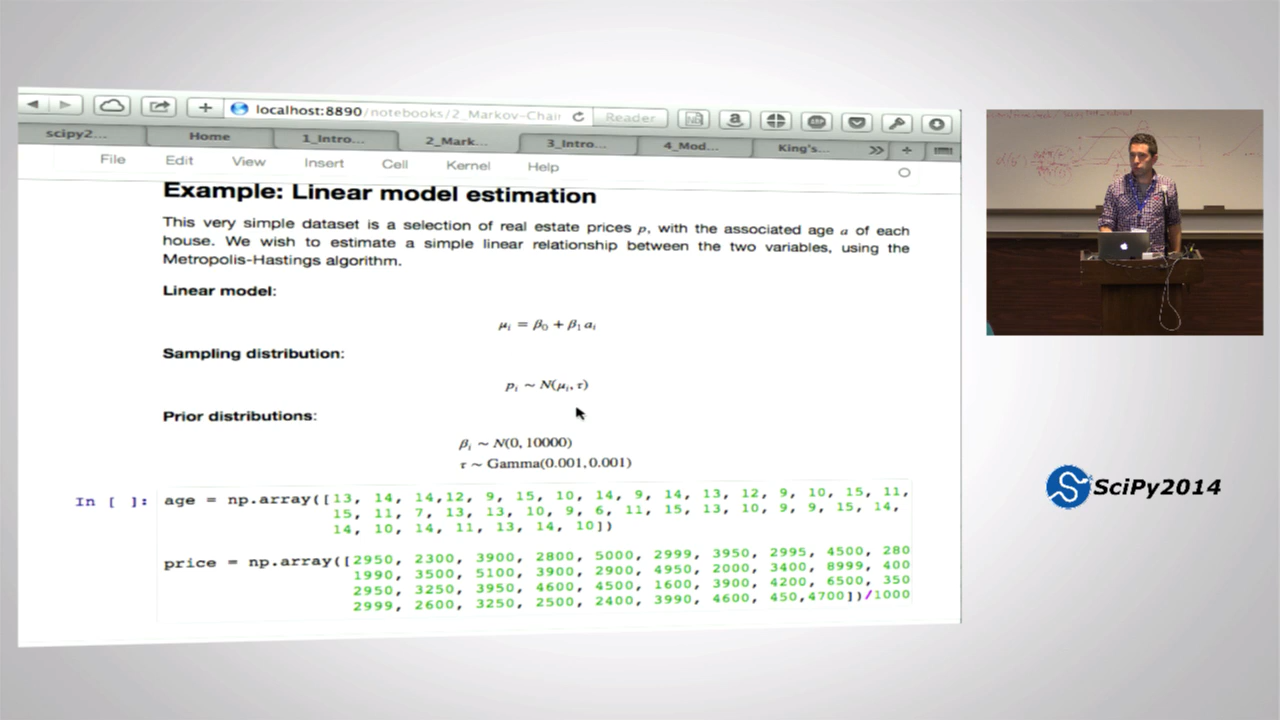 localhost:8890/notebooks/2_Markov-Chai
Reader
scipy2... Home 1_Intro... 2_Mark... 3_Intro... 4_Mod... King's...
File Edit View Insert Cell Kernel Help
Example: Linear model estimation
This very simple dataset is a selection of real estate prices p, with the associated age a of each
house. We wish to estimate a simple linear relationship between the two variables, using the
Metropolis-Hastings algorithm.
Linear model:
μi = β0 + β1ai
Sampling distribution:
pi ~ N(μi, τ)
Prior distributions:
βi ~ N(0, 10000)
τ ~ Gamma(0.001, 0.001)
In [ ]: age = np.array([13, 14, 14,12, 9, 15, 10, 14, 9, 14, 13, 12, 9, 10, 15, 11,
15, 11, 7, 13, 13, 10, 9, 6, 11, 15, 13, 10, 9, 9, 15, 14,
14, 10, 14, 11, 13, 14, 10])
price = np.array([2950, 2300, 3900, 2800, 5000, 2999, 3950, 2995, 4500, 280
1990, 3500, 5100, 3900, 2900, 4950, 2000, 3400, 8999, 400
2950, 3250, 3950, 4600, 4500, 1600, 3900, 4200, 6500, 350
2999, 2600, 3250, 2500, 2400, 3990, 4600, 450,4700])/1000
SciPy2014